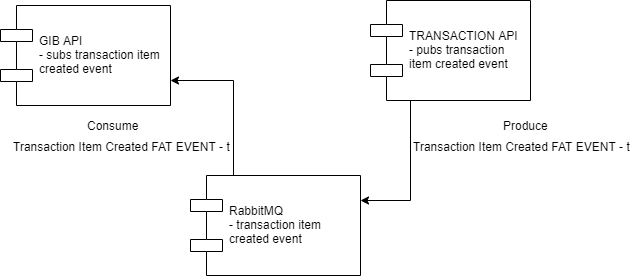 GIB API
- subs transaction item
created event
TRANSACTION API
- pubs transaction
item created event
Consume
Transaction Item Created FAT EVENT - t
Produce
Transaction Item Created FAT EVENT - t
RabbitMQ
- transaction item
created event